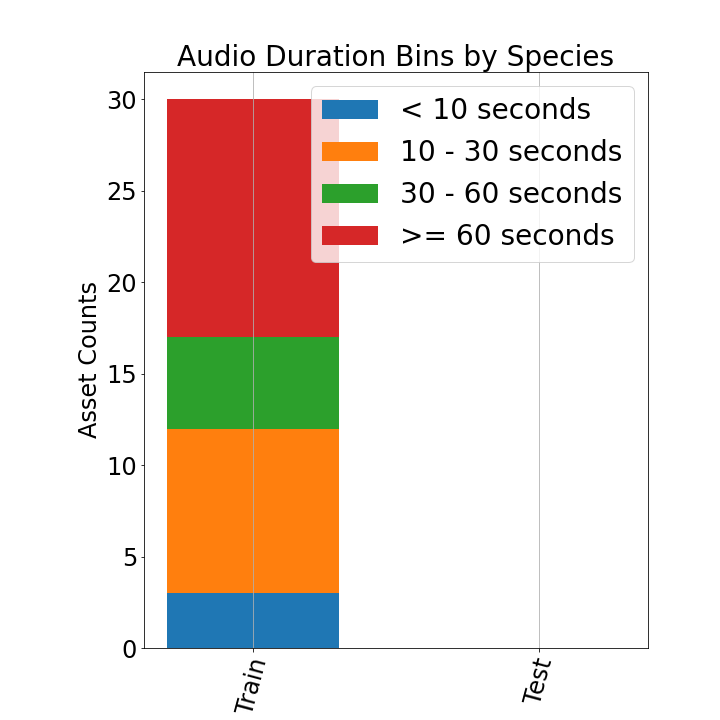 Audio Duration Bins by Species
30
25
20
15
10
5
0
Asset Counts
< 10 seconds
10 - 30 seconds
30 - 60 seconds
>= 60 seconds
Train
Test